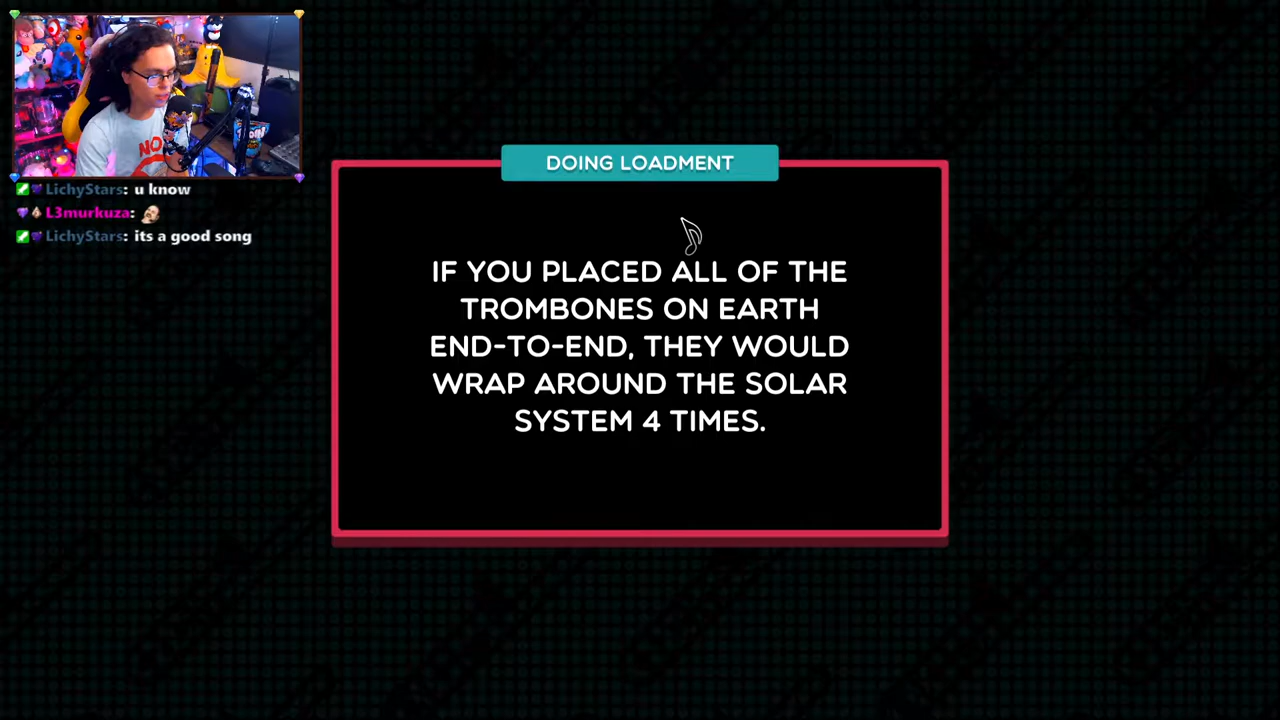 LichyStars: u know
L3murkuza:
LichyStars: its a good song
DOING LOADMENT
IF YOU PLACED ALL OF THE
TROMBONES ON EARTH
END-TO-END, THEY WOULD
WRAP AROUND THE SOLAR
SYSTEM 4 TIMES.
NO